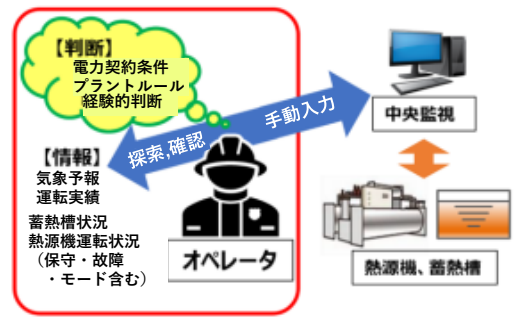 【判断】
電力契約条件
プラントルール
経験的判断
手動入力
探索,確認
【情報】
気象予報
運転実績
蓄熱槽状況
熱源機運転状況
（保守・故障
・モード含む）
オペレータ
中央監視
熱源機、蓄熱槽